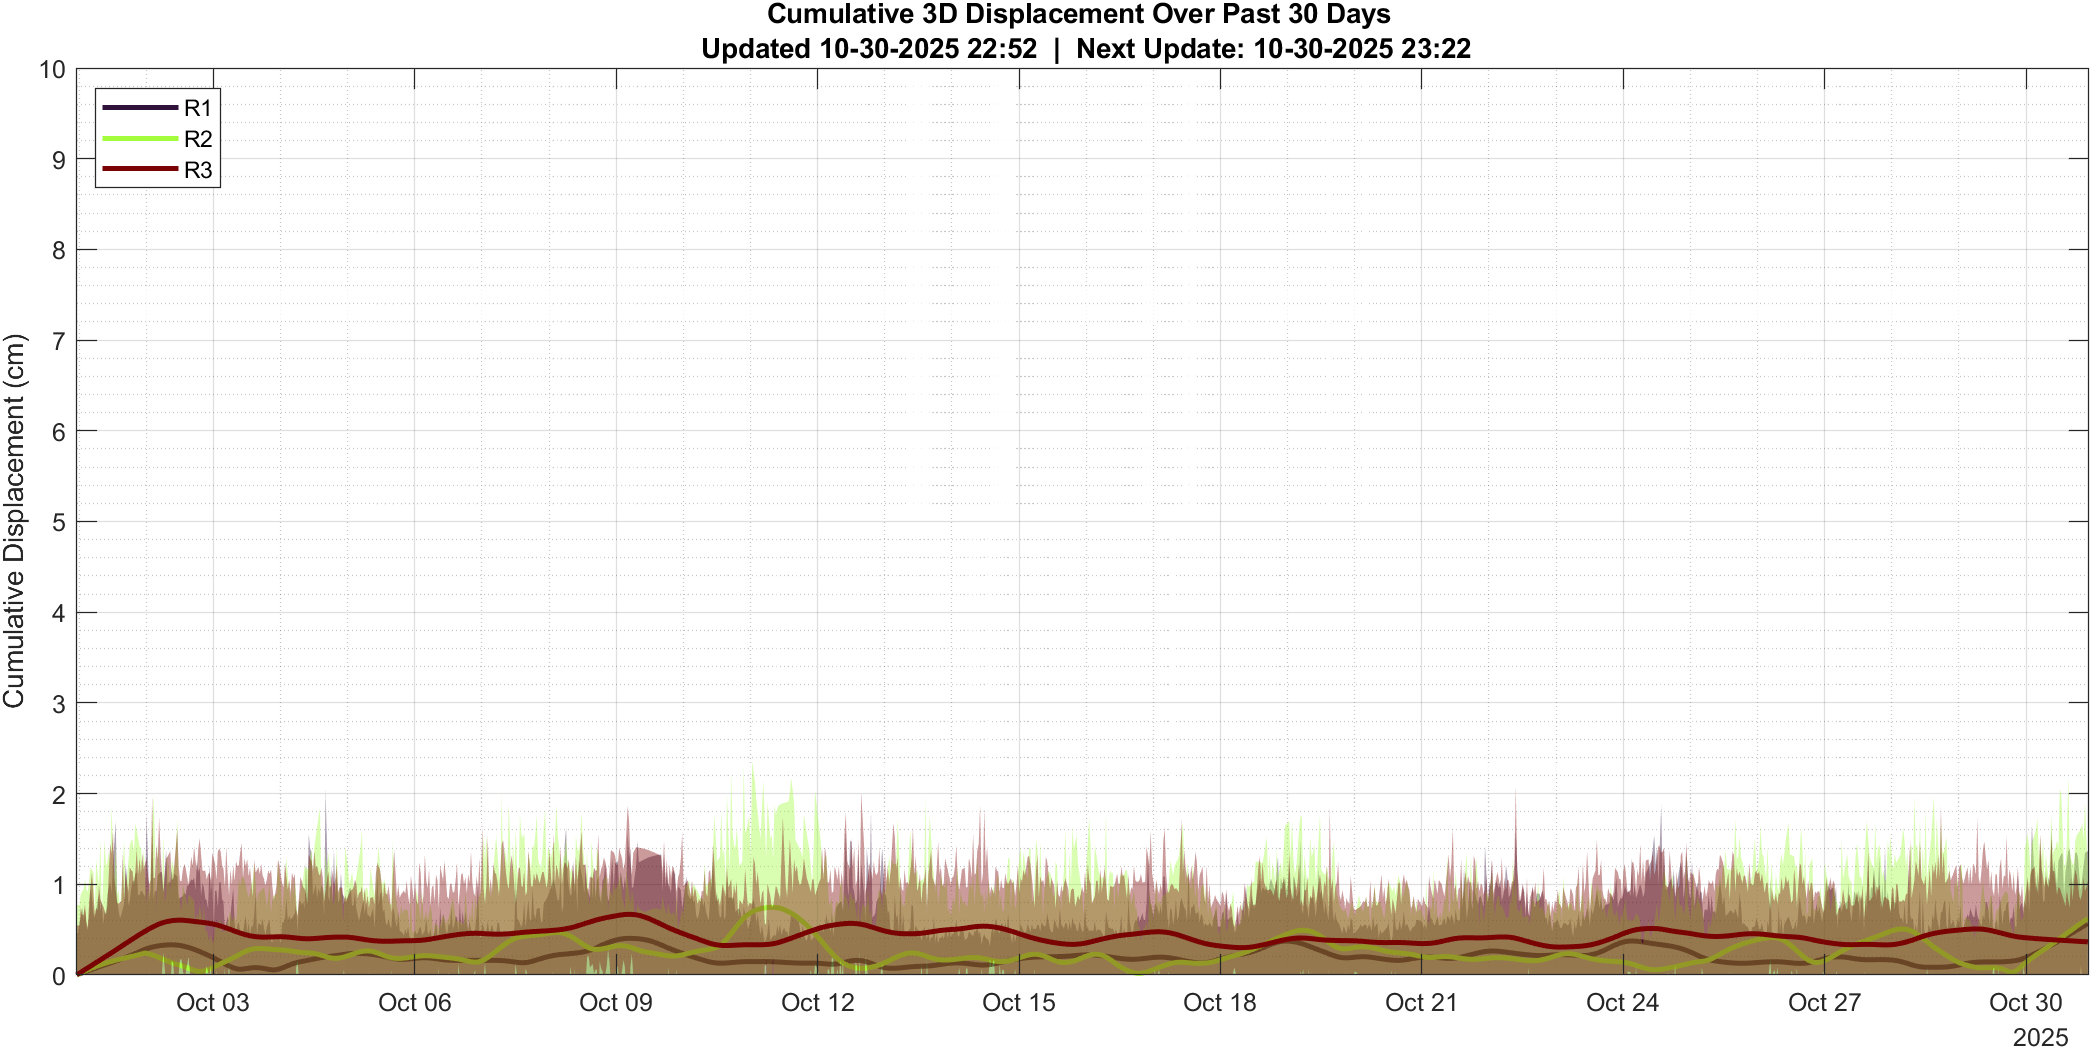 Cumulative 3D Displacement Over Past 30 Days
Updated 10-30-2025 22:52 | Next Update: 10-30-2025 23:22
R1
R2
R3
Cumulative Displacement (cm)
10
9
8
7
6
5
4
3
2
1
0
Oct 03 Oct 06 Oct 09 Oct 12 Oct 15 Oct 18 Oct 21 Oct 24 Oct 27 Oct 30
2025